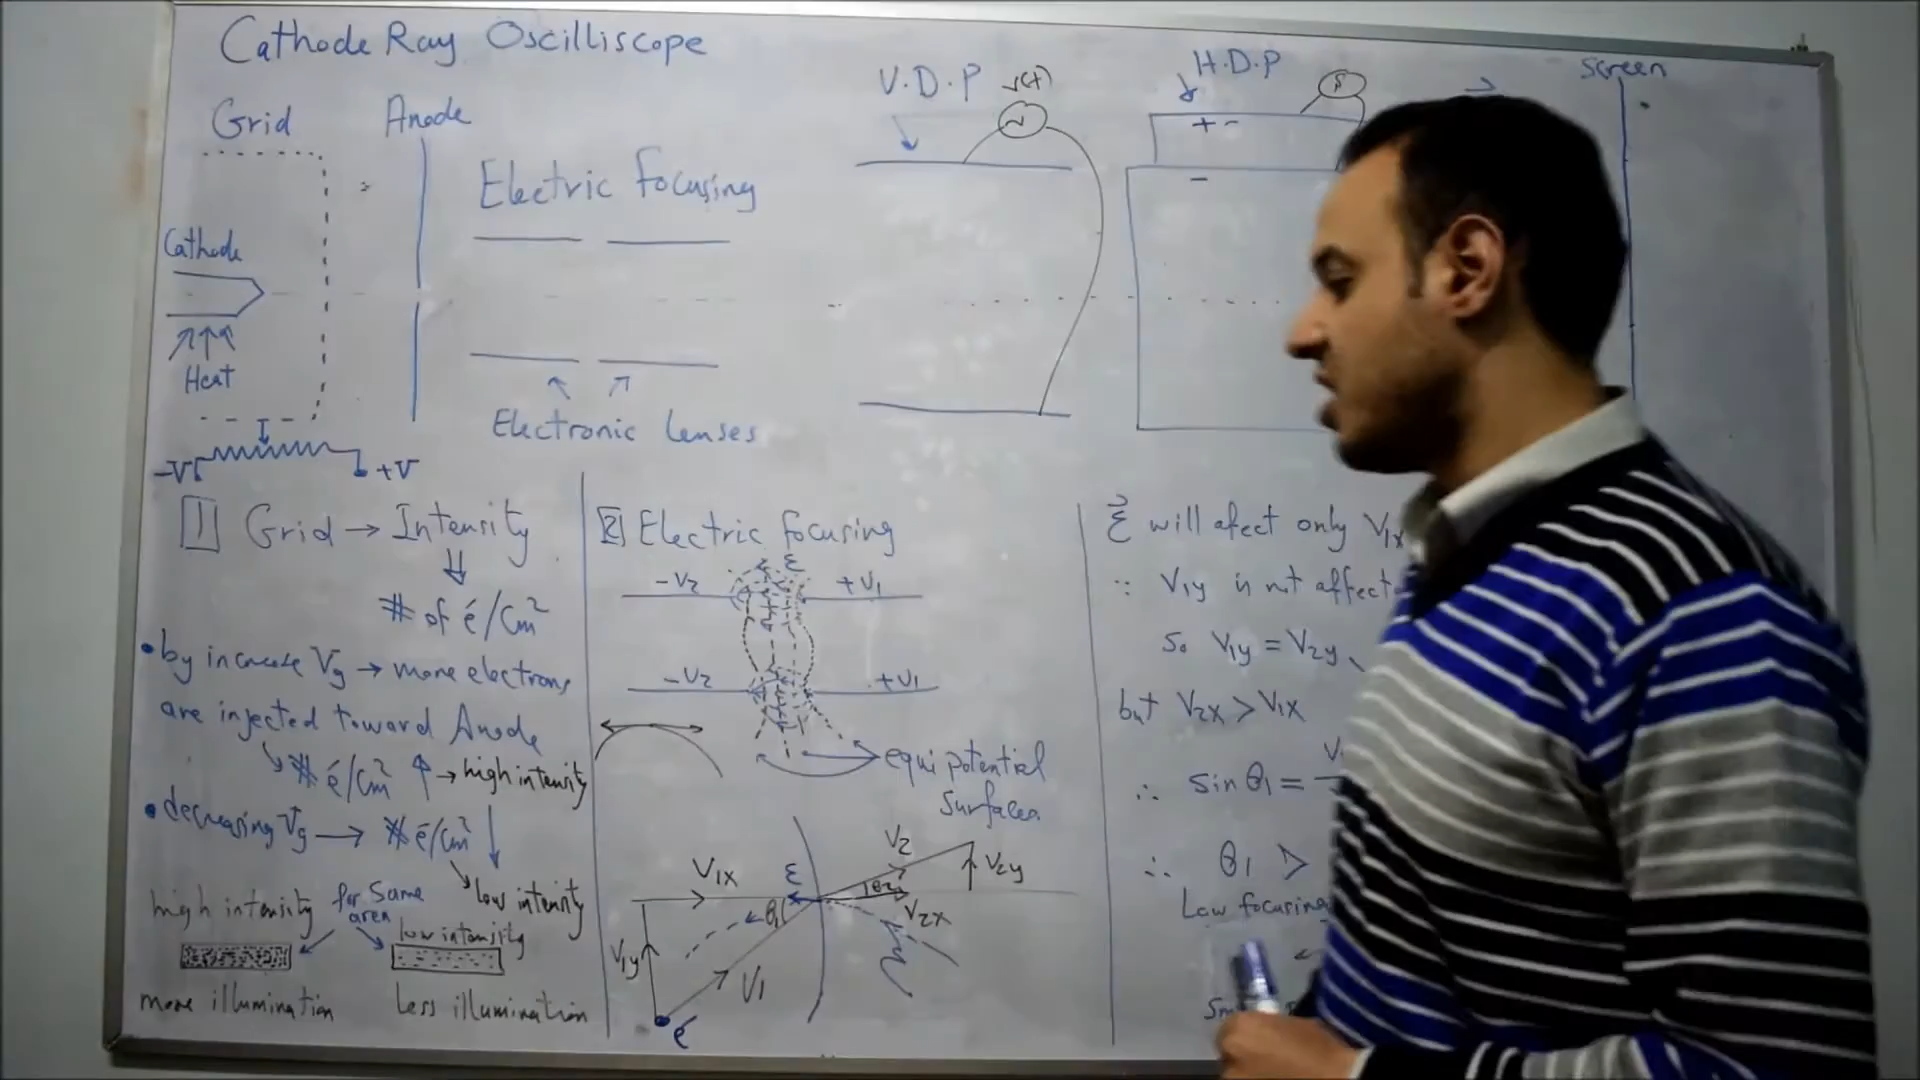 Cathode Ray Oscilliscope
Grid
Anode
Electric focusing
Cathode
Heat
Electronic lenses
-V
+V
V.D.P
v(t)
H.D.P
+ -
-
Screen
1 Grid → Intensity
⇓
# of e⁻/cm²
• by increase Vg → more electrons
are injected toward Anode
# e⁻/cm² ↑ → high intensity
• decreasing Vg → # e⁻/cm² ↓
low intensity
high intensity
for same
area
low intensity
more illumination
Less illumination
2 Electric focusing
ε
-V2
+V1
-V2
+V1
equipotential
surfaces
V1x
ε
V2
V2y
θ1
θ2
V2x
V1y
V1
e⁻
ε will afect only V1x
∵ V1y is not affect
So V1y = V2y
but V2x > V1x
∴ sin θ1 =
∴ θ1 >
Law focusing